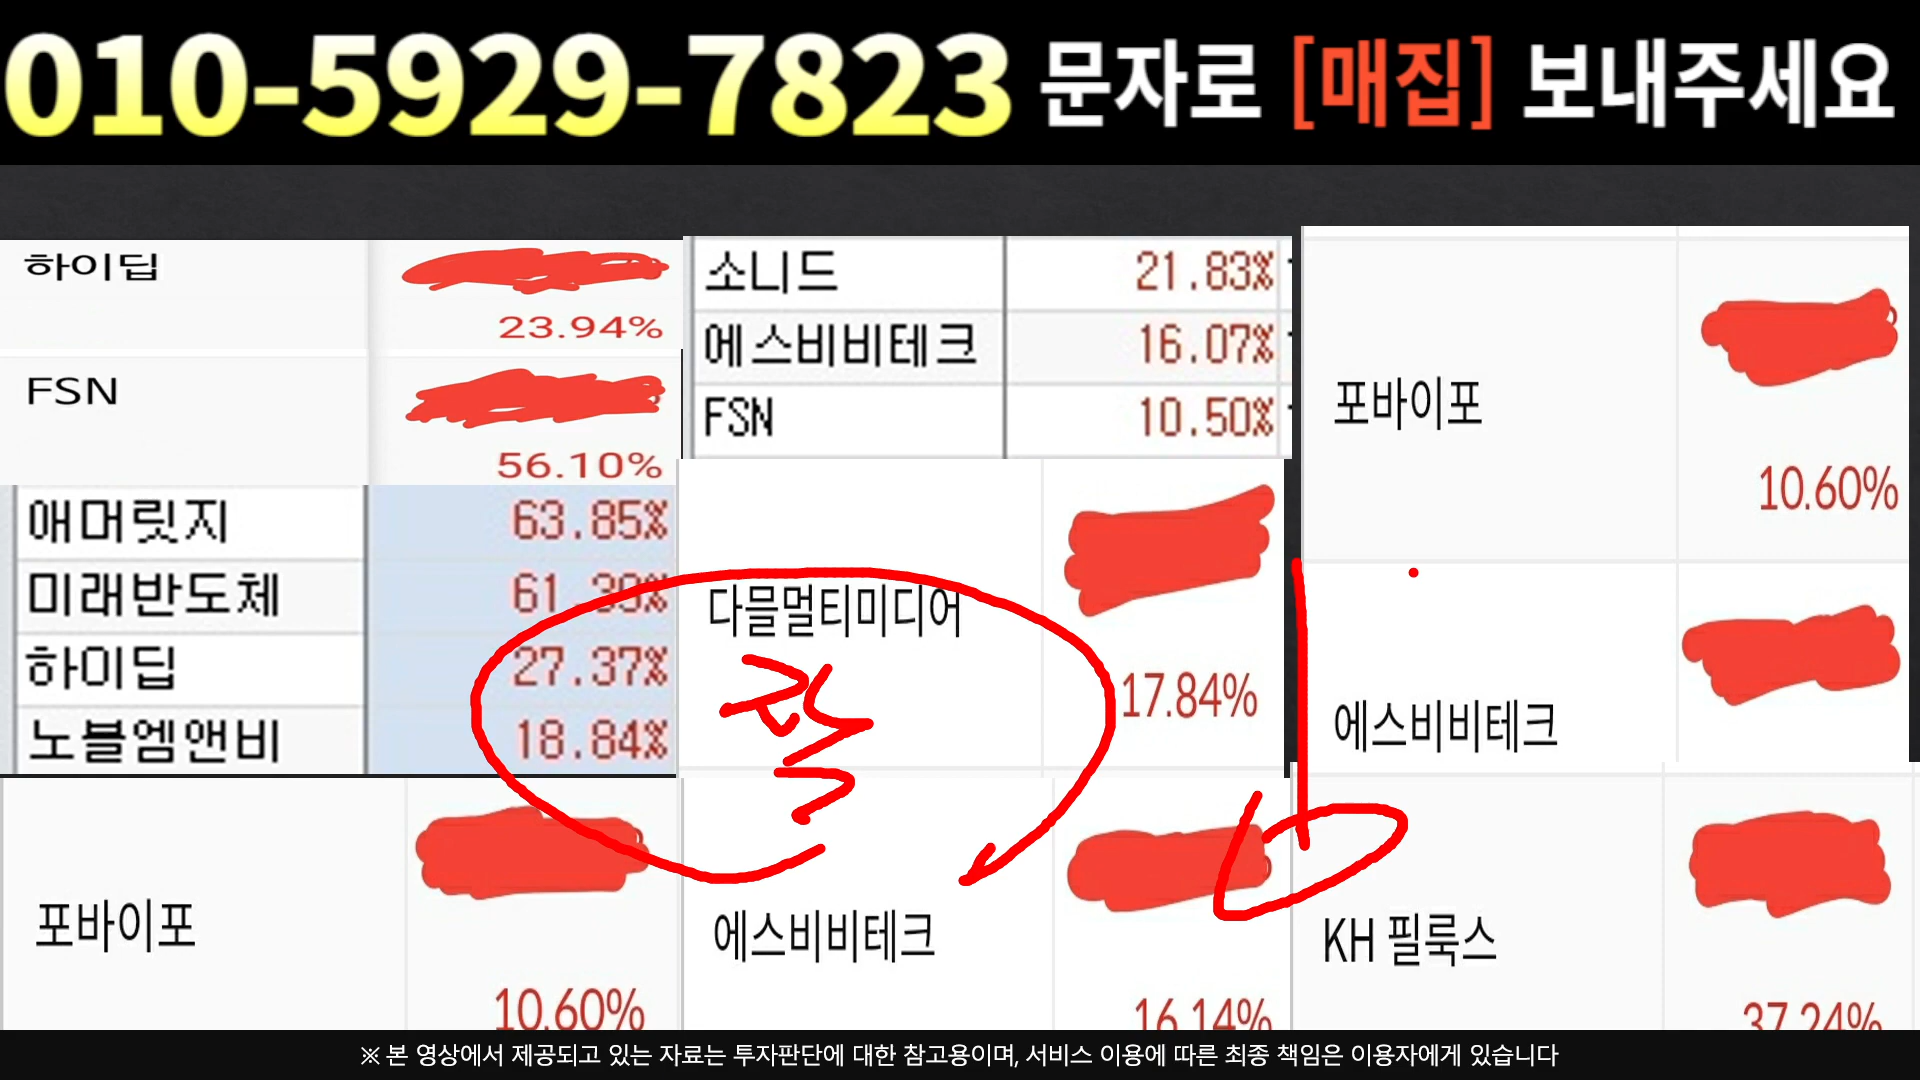 010-5929-7823 문자로 [매집] 보내주세요
하이딥
23.94%
FSN
56.10%
애머릿지 63.85%
미래반도체 61.39%
하이딥 27.37%
노블엠앤비 18.84%
소니드 21.83%
에스비비테크 16.07%
FSN 10.50%
다믈멀티미디어
17.84%
포바이포
10.60%
에스비비테크
포바이포
10.60%
에스비비테크
16.14%
KH 필룩스
37.24%
※ 본 영상에서 제공되고 있는 자료는 투자판단에 대한 참고용이며, 서비스 이용에 따른 최종 책임은 이용자에게 있습니다